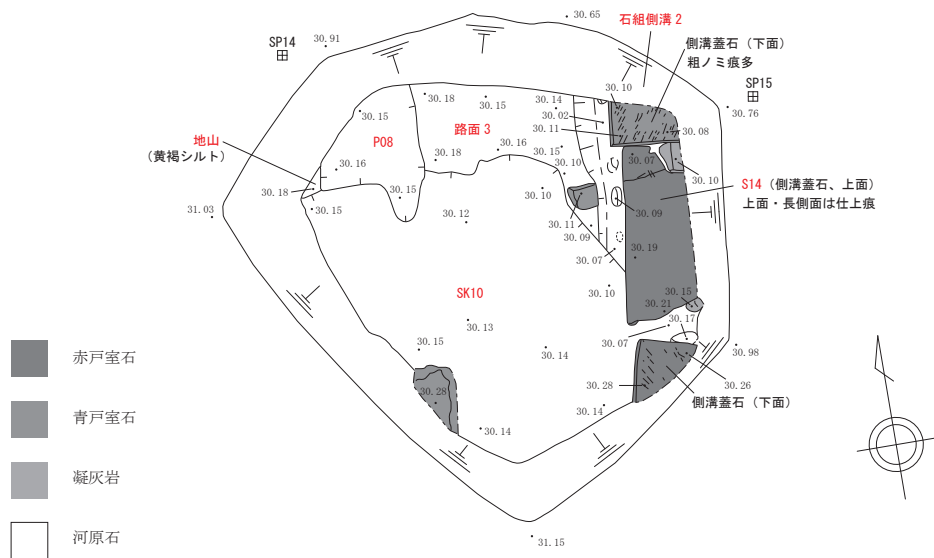 30.65
石組側溝 2
SP14
30.91
側溝蓋石（下面）
粗ノミ痕多
30.10
SP15
30.76
30.18
30.15
30.14
30.02
30.15
30.11
30.08
地山
（黄褐シルト）
P08
路面 3
30.16
30.18
30.16
30.15
30.07
30.10
30.10
30.18
30.15
30.15
30.10
S14（側溝蓋石、上面）
上面・長側面は仕上痕
31.03
30.12
30.11
30.09
30.09
30.07
30.19
SK10
30.10
30.15
30.21
30.13
30.17
30.07
30.15
30.14
30.98
赤戸室石
30.28
30.28
30.26
側溝蓋石（下面）
30.14
30.14
青戸室石
凝灰岩
河原石
31.15